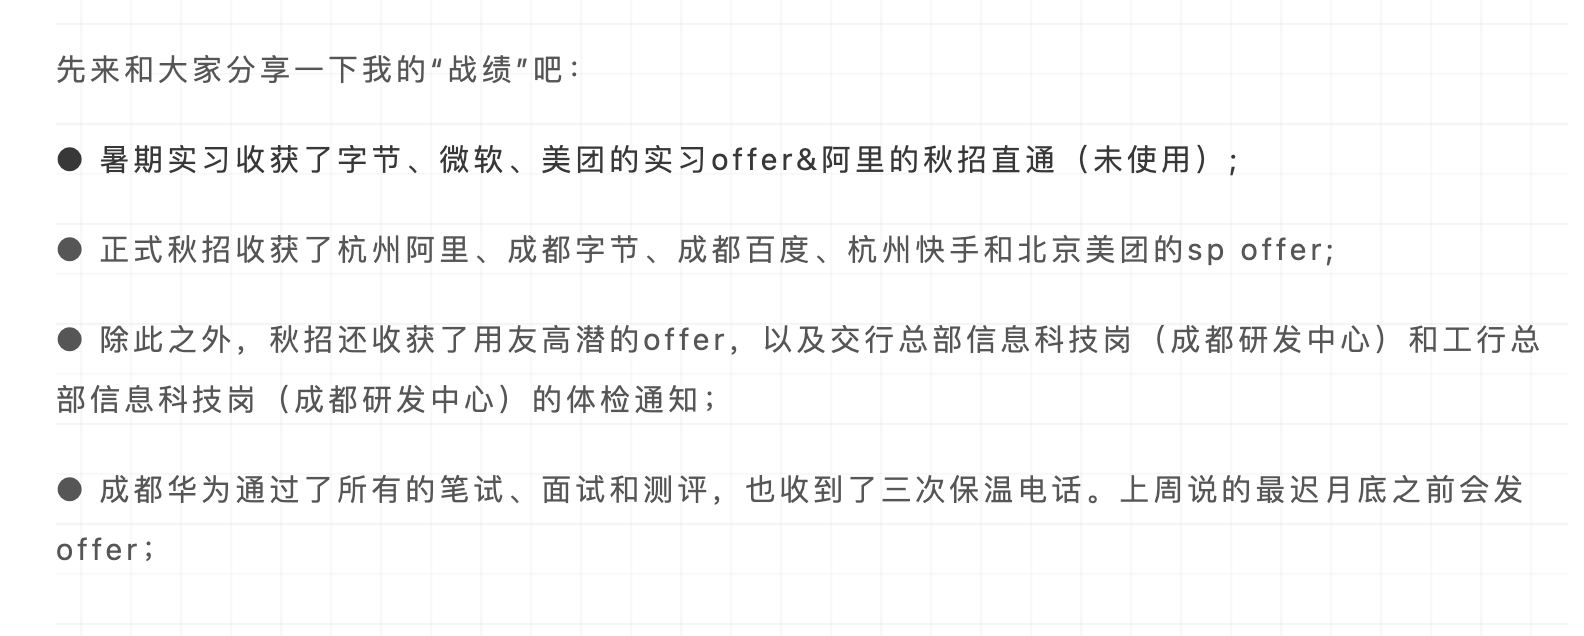 先来和大家分享一下我的“战绩”吧：
● 暑期实习收获了字节、微软、美团的实习offer&阿里的秋招直通（未使用）;
● 正式秋招收获了杭州阿里、成都字节、成都百度、杭州快手和北京美团的sp offer;
● 除此之外，秋招还收获了用友高潜的offer，以及交行总部信息科技岗（成都研发中心）和工行总
部信息科技岗（成都研发中心）的体检通知；
● 成都华为通过了所有的笔试、面试和测评，也收到了三次保温电话。上周说的最迟月底之前会发
offer；